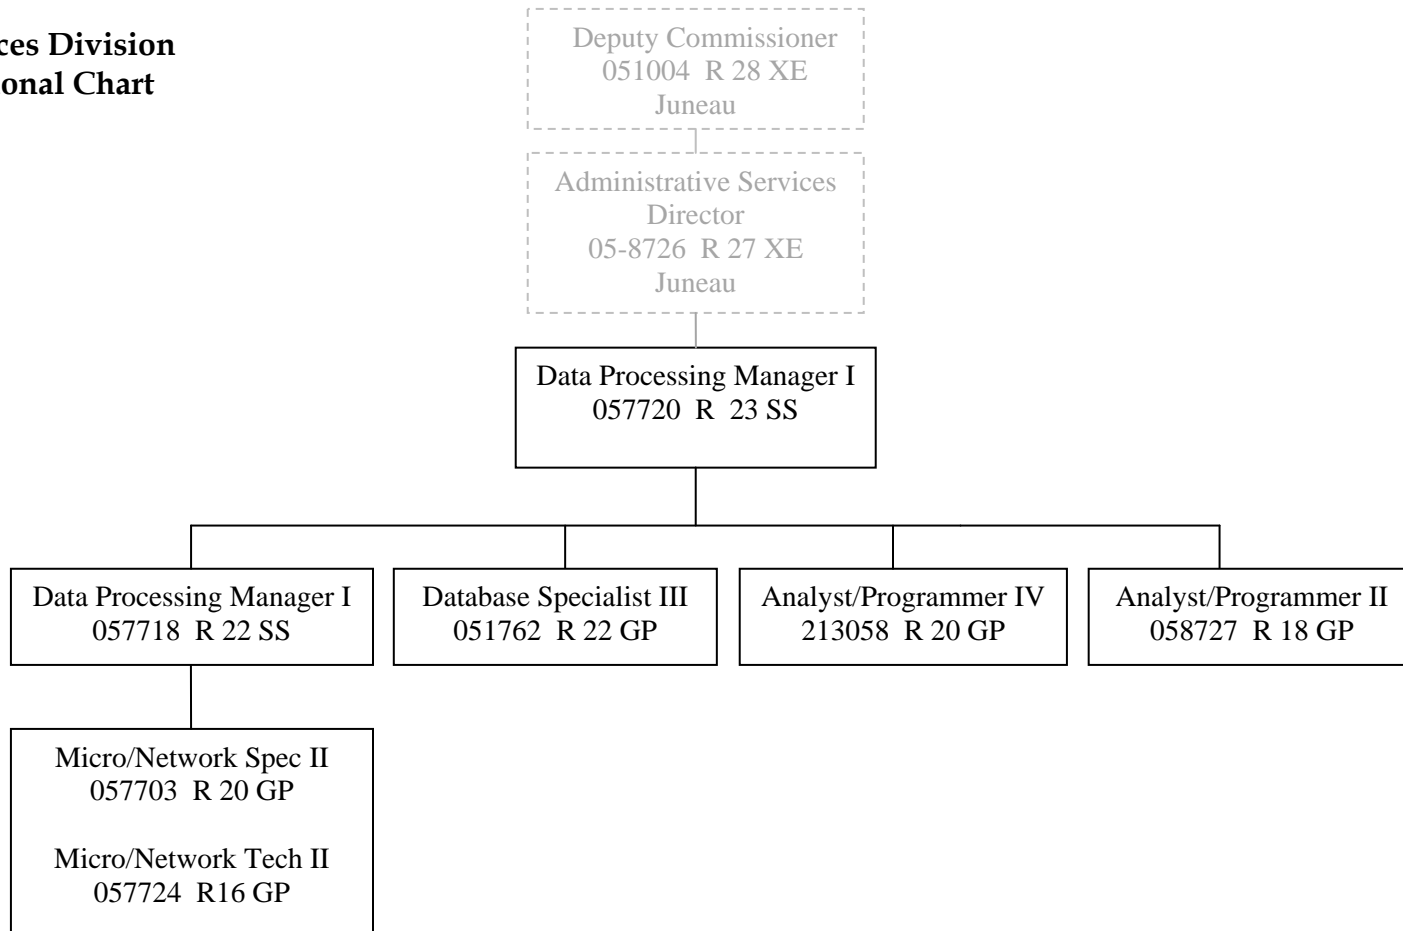 ces Division
onal Chart
Deputy Commissioner
051004 R 28 XE
Juneau
Administrative Services
Director
05-8726 R 27 XE
Juneau
Data Processing Manager I
057720 R 23 SS
Data Processing Manager I
057718 R 22 SS
Database Specialist III
051762 R 22 GP
Analyst/Programmer IV
213058 R 20 GP
Analyst/Programmer II
058727 R 18 GP
Micro/Network Spec II
057703 R 20 GP
Micro/Network Tech II
057724 R16 GP